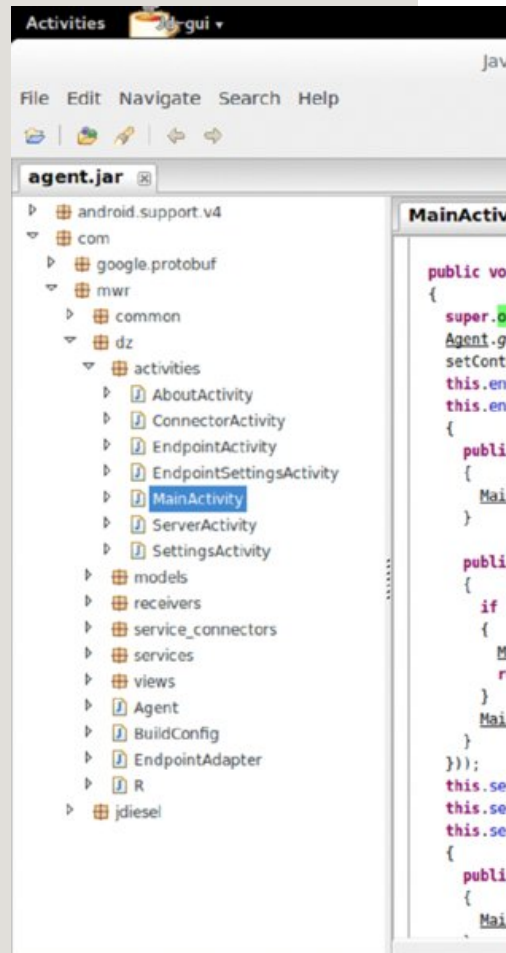 Activities Jd-gui
Jav
File Edit Navigate Search Help
agent.jar
android.support.v4
com
google.protobuf
mwr
common
dz
activities
AboutActivity
ConnectorActivity
EndpointActivity
EndpointSettingsActivity
MainActivity
ServerActivity
SettingsActivity
models
receivers
service_connectors
services
views
Agent
BuildConfig
EndpointAdapter
R
jdiesel
MainActiv
public vo
{
super.o
Agent.g
setCont
this.en
this.en
{
publi
{
Mai
}
publi
{
if
{
M
r
}
Mai
}
}));
this.se
this.se
this.se
{
publi
{
Mai